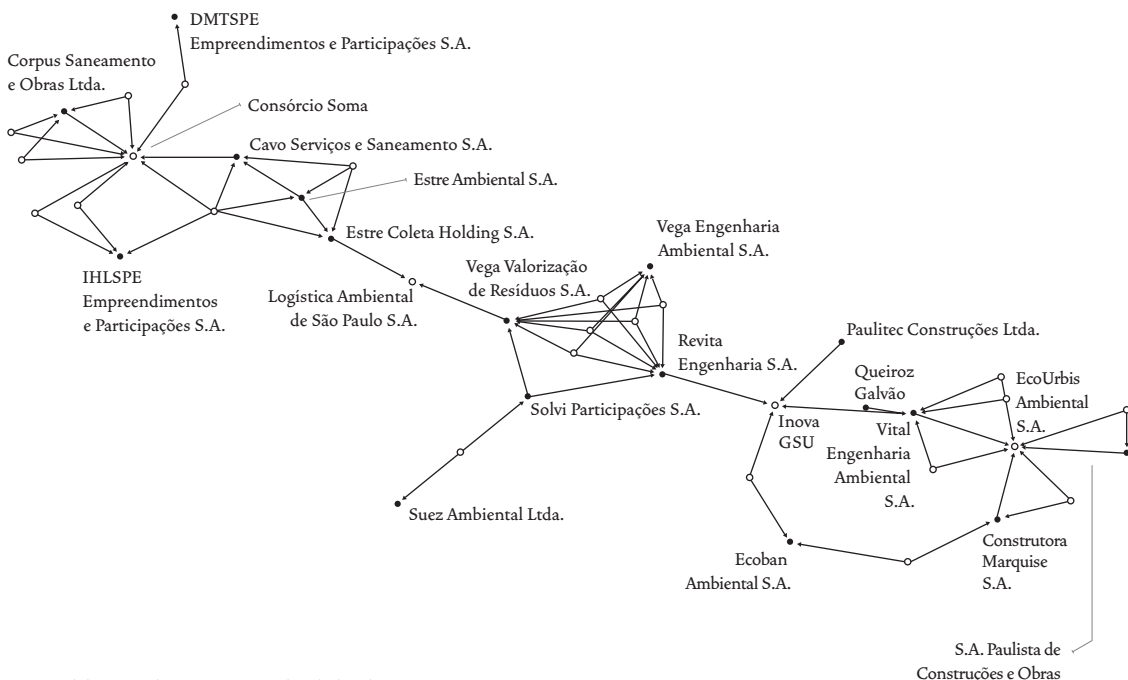 DMTSPE
Empreendimentos e Participações S.A.
Corpus Saneamento
e Obras Ltda.
Consórcio Soma
Cavo Serviços e Saneamento S.A.
Estre Ambiental S.A.
Estre Coleta Holding S.A.
IHLSPE
Empreendimentos
e Participações S.A.
Logística Ambiental
de São Paulo S.A.
Vega Valorização
de Resíduos S.A.
Vega Engenharia
Ambiental S.A.
Revita
Engenharia S.A.
Solvi Participações S.A.
Suez Ambiental Ltda.
Paulitec Construções Ltda.
Inova
GSU
Queiroz
Galvão
Vital
Engenharia
Ambiental
S.A.
EcoUrbis
Ambiental
S.A.
Ecoban
Ambiental S.A.
Construtora
Marquise
S.A.
S.A. Paulista de
Construções e Obras